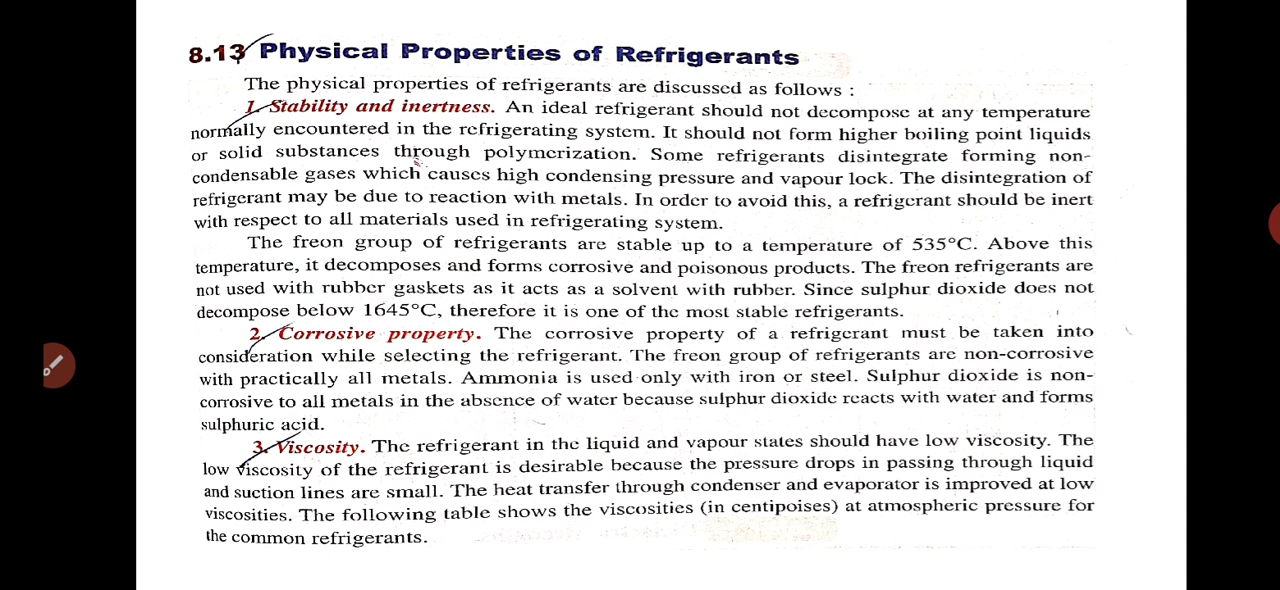 8.13 Physical Properties of Refrigerants
The physical properties of refrigerants are discussed as follows :
1. Stability and inertness. An ideal refrigerant should not decompose at any temperature
normally encountered in the refrigerating system. It should not form higher boiling point liquids
or solid substances through polymerization. Some refrigerants disintegrate forming non-
condensable gases which causes high condensing pressure and vapour lock. The disintegration of
refrigerant may be due to reaction with metals. In order to avoid this, a refrigerant should be inert
with respect to all materials used in refrigerating system.
The freon group of refrigerants are stable up to a temperature of 535°C. Above this
temperature, it decomposes and forms corrosive and poisonous products. The freon refrigerants are
not used with rubber gaskets as it acts as a solvent with rubber. Since sulphur dioxide does not
decompose below 1645°C, therefore it is one of the most stable refrigerants.
2. Corrosive property. The corrosive property of a refrigerant must be taken into
consideration while selecting the refrigerant. The freon group of refrigerants are non-corrosive
with practically all metals. Ammonia is used only with iron or steel. Sulphur dioxide is non-
corrosive to all metals in the absence of water because sulphur dioxide reacts with water and forms
sulphuric acid.
3. Viscosity. The refrigerant in the liquid and vapour states should have low viscosity. The
low viscosity of the refrigerant is desirable because the pressure drops in passing through liquid
and suction lines are small. The heat transfer through condenser and evaporator is improved at low
viscosities. The following table shows the viscosities (in centipoises) at atmospheric pressure for
the common refrigerants.